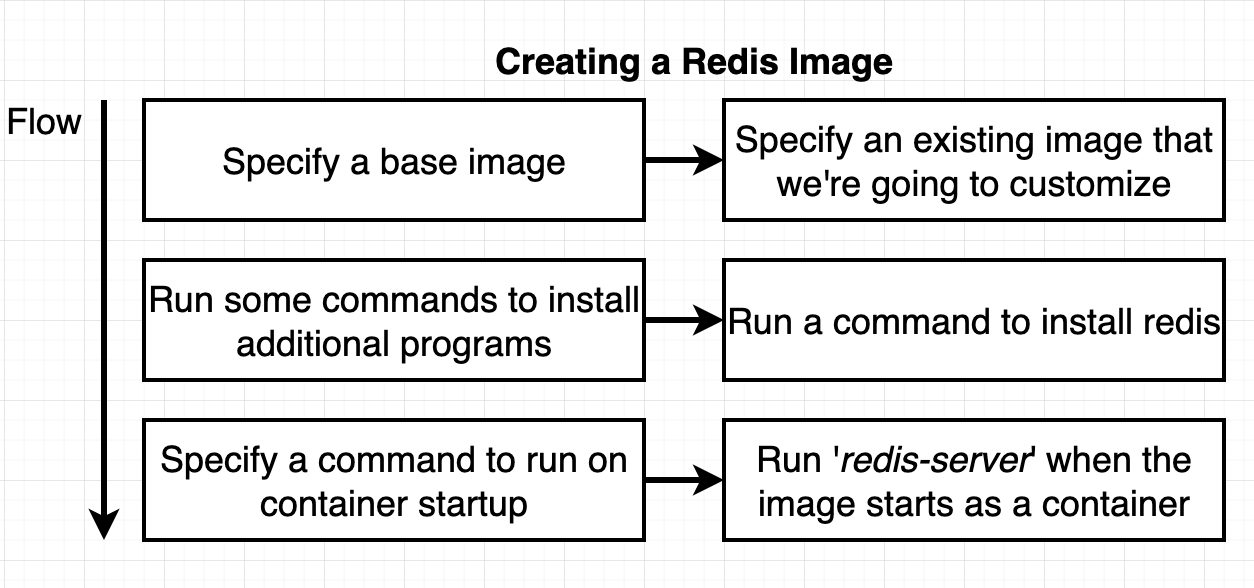 Creating a Redis Image
Flow
Specify a base image
Specify an existing image that
we're going to customize
Run some commands to install
additional programs
Run a command to install redis
Specify a command to run on
container startup
Run 'redis-server' when the
image starts as a container